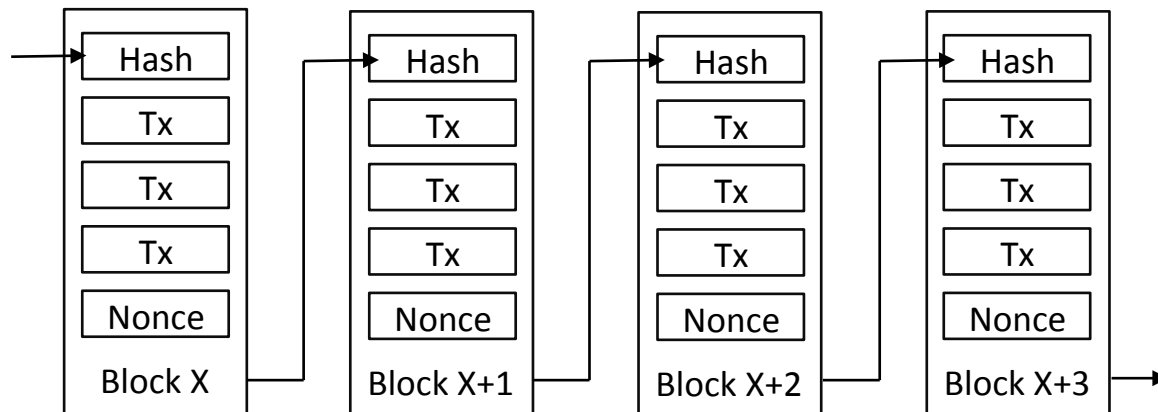 Hash
Tx
Tx
Tx
Nonce
Block X
Hash
Tx
Tx
Tx
Nonce
Block X+1
Hash
Tx
Tx
Tx
Nonce
Block X+2
Hash
Tx
Tx
Tx
Nonce
Block X+3